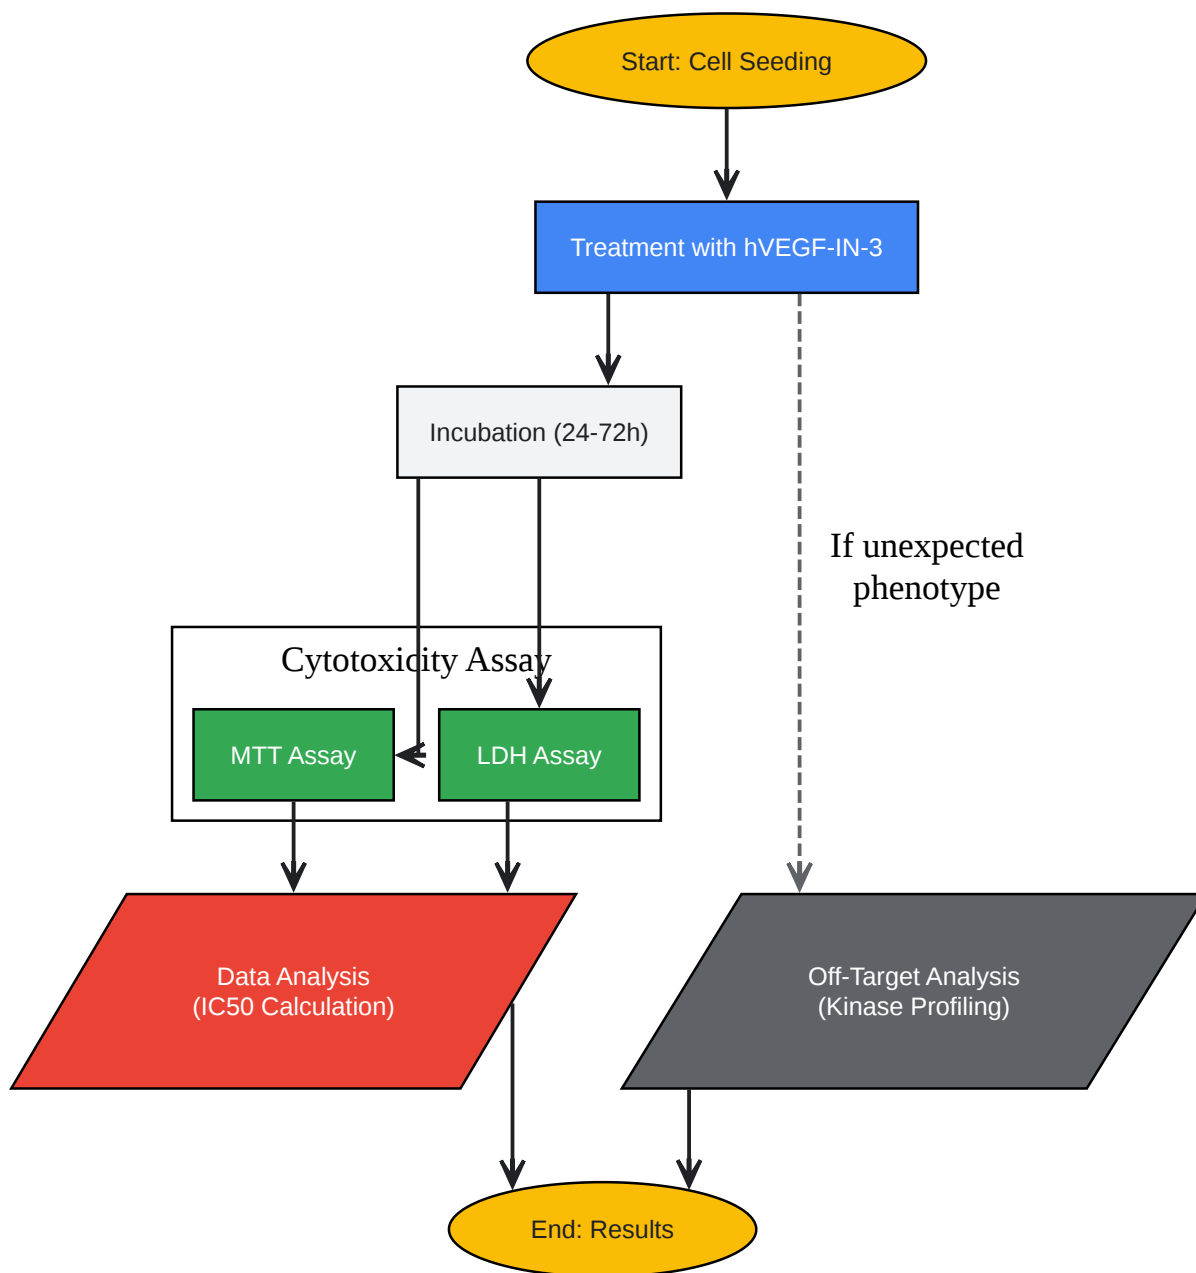 Start: Cell Seeding
Treatment with hVEGF-IN-3
Incubation (24-72h)
If unexpected
phenotype
Cytotoxicity Assay
MTT Assay
LDH Assay
Data Analysis
(IC50 Calculation)
Off-Target Analysis
(Kinase Profiling)
End: Results